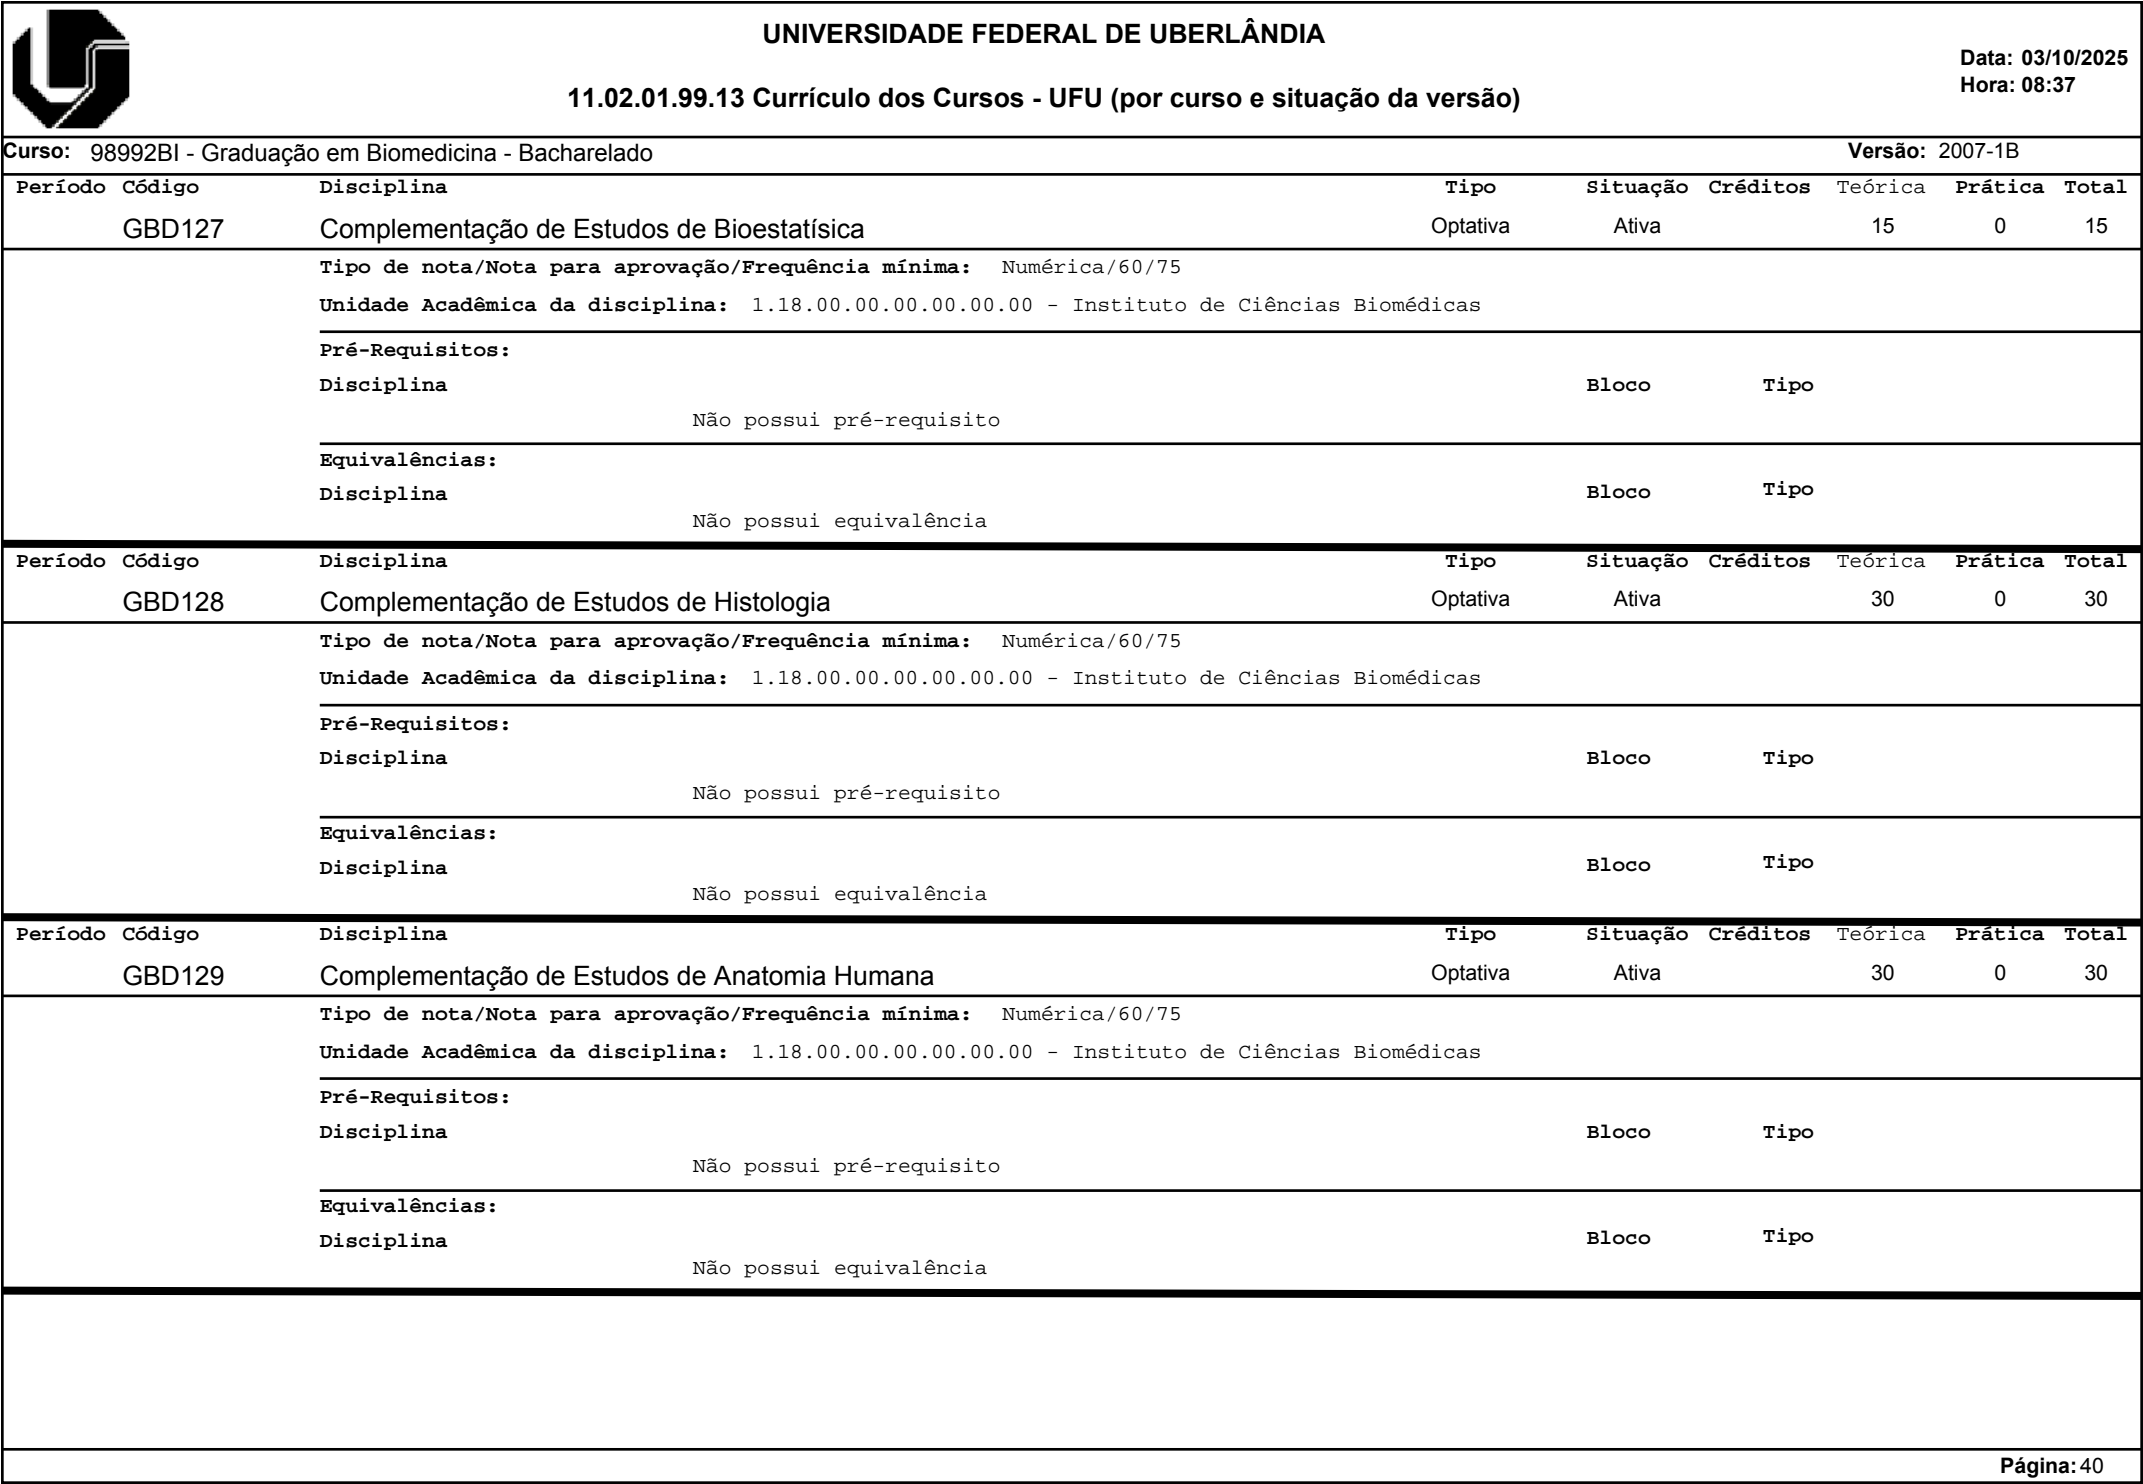 UNIVERSIDADE FEDERAL DE UBERLÂNDIA
Data: 03/10/2025
Hora: 08:37
11.02.01.99.13 Currículo dos Cursos - UFU (por curso e situação da versão)
Curso: 98992BI - Graduação em Biomedicina - Bacharelado Versão: 2007-1B
Período Código Disciplina Tipo Situação Créditos Teórica Prática Total
GBD127 Complementação de Estudos de Bioestatísica Optativa Ativa 15 0 15
Tipo de nota/Nota para aprovação/Frequência mínima: Numérica/60/75
Unidade Acadêmica da disciplina: 1.18.00.00.00.00.00.00 - Instituto de Ciências Biomédicas
Pré-Requisitos:
Disciplina Bloco Tipo
Não possui pré-requisito
Equivalências:
Disciplina Bloco Tipo
Não possui equivalência
Período Código Disciplina Tipo Situação Créditos Teórica Prática Total
GBD128 Complementação de Estudos de Histologia Optativa Ativa 30 0 30
Tipo de nota/Nota para aprovação/Frequência mínima: Numérica/60/75
Unidade Acadêmica da disciplina: 1.18.00.00.00.00.00.00 - Instituto de Ciências Biomédicas
Pré-Requisitos:
Disciplina Bloco Tipo
Não possui pré-requisito
Equivalências:
Disciplina Bloco Tipo
Não possui equivalência
Período Código Disciplina Tipo Situação Créditos Teórica Prática Total
GBD129 Complementação de Estudos de Anatomia Humana Optativa Ativa 30 0 30
Tipo de nota/Nota para aprovação/Frequência mínima: Numérica/60/75
Unidade Acadêmica da disciplina: 1.18.00.00.00.00.00.00 - Instituto de Ciências Biomédicas
Pré-Requisitos:
Disciplina Bloco Tipo
Não possui pré-requisito
Equivalências:
Disciplina Bloco Tipo
Não possui equivalência
Página: 40